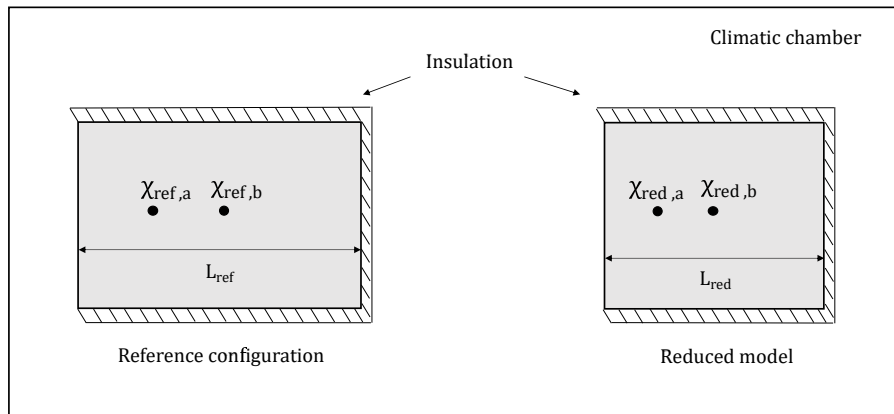 Climatic chamber
Insulation
χref,a χref,b
Lref
Reference configuration
χred,a χred,b
Lred
Reduced model